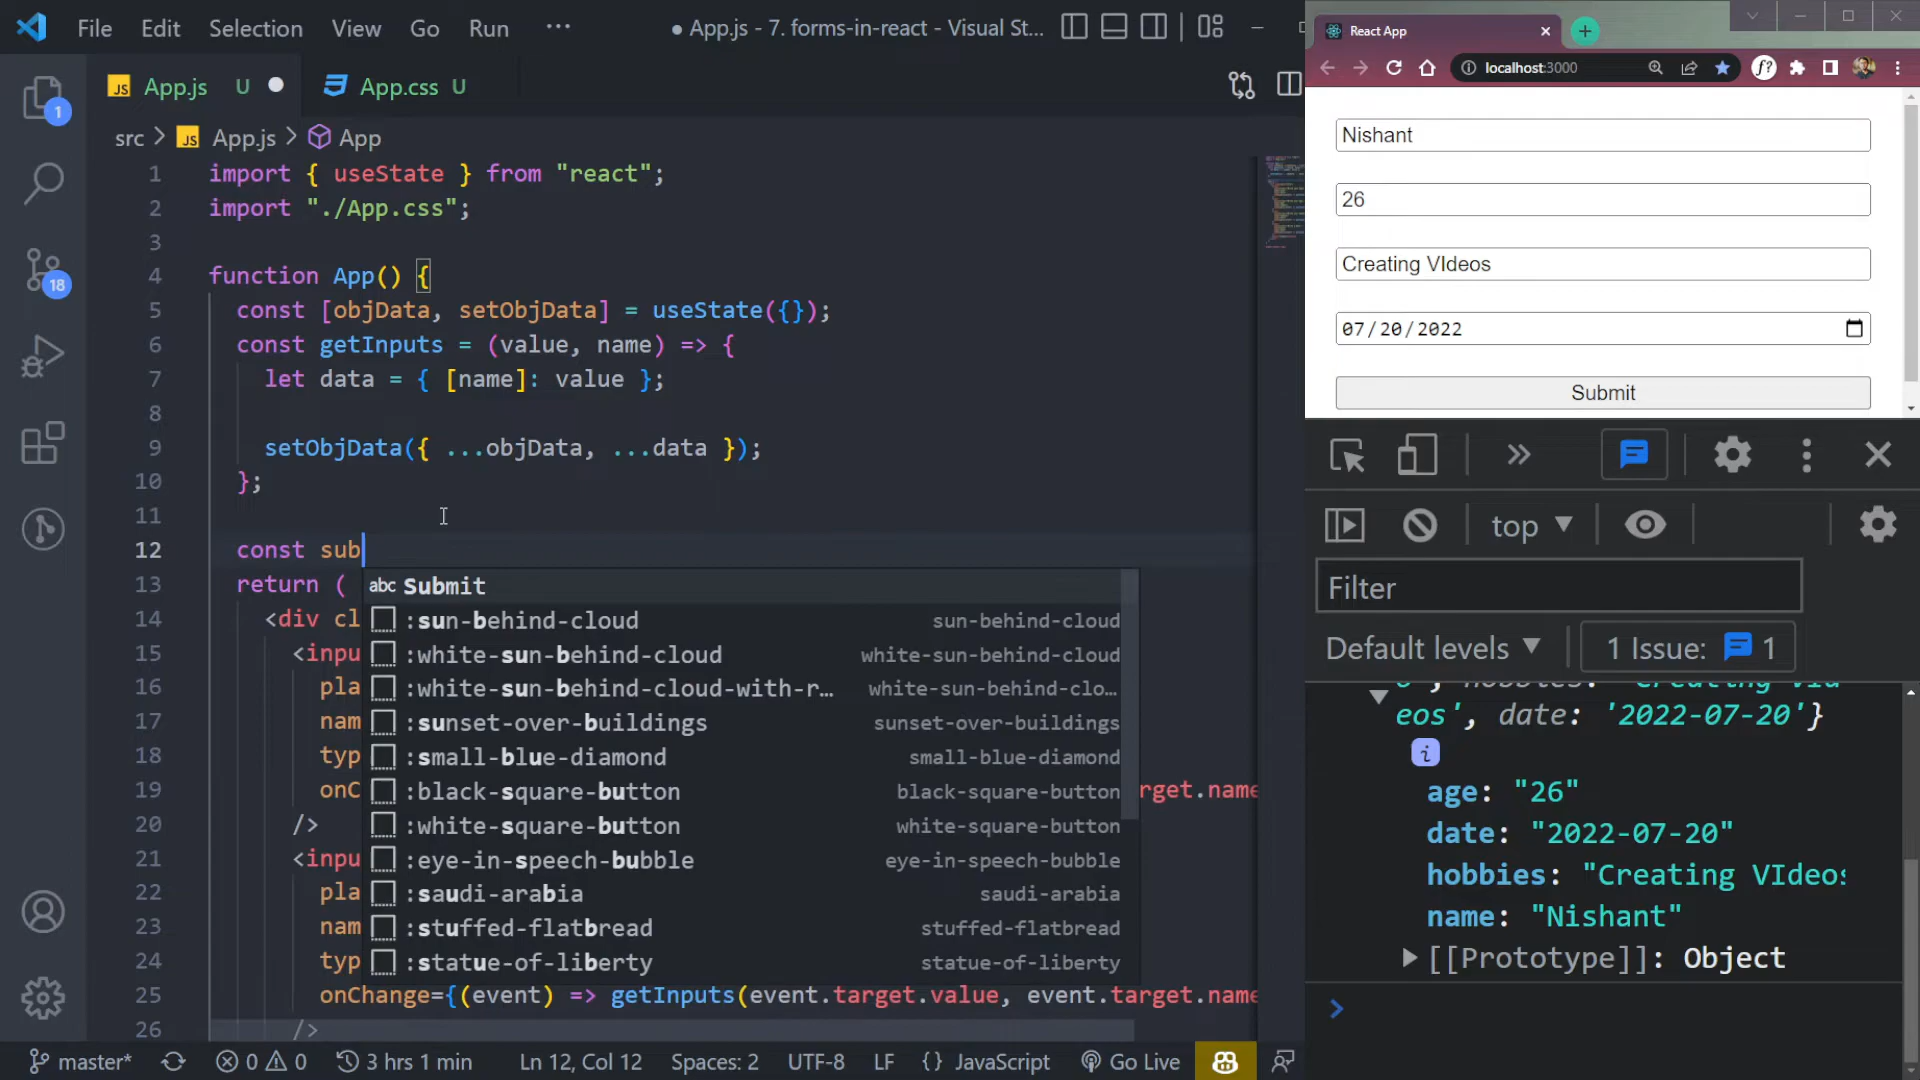 File Edit Selection View Go Run ··· ● App.js - 7. forms-in-react - Visual St...
JS App.js U ● App.css U
src > JS App.js > App
1 import { useState } from "react";
2 import "./App.css";
3
4 function App() {
5 const [objData, setObjData] = useState({});
6 const getInputs = (value, name) => {
7 let data = { [name]: value };
8
9 setObjData({ ...objData, ...data });
10 };
11
12 const sub
13 return (
14 <div cl
15 <inpu
16 pla
17 nam
18 typ
19 onC rget.name
20 />
21 <inpu
22 pla
23 nam
24 typ
25 onChange={(event) => getInputs(event.target.value, event.target.name
26 />
abc Submit
:sun-behind-cloud sun-behind-cloud
:white-sun-behind-cloud white-sun-behind-cloud
:white-sun-behind-cloud-with-r... white-sun-behind-clo...
:sunset-over-buildings sunset-over-buildings
:small-blue-diamond small-blue-diamond
:black-square-button black-square-button
:white-square-button white-square-button
:eye-in-speech-bubble eye-in-speech-bubble
:saudi-arabia saudi-arabia
:stuffed-flatbread stuffed-flatbread
:statue-of-liberty statue-of-liberty
1
18
master* 0 0 3 hrs 1 min Ln 12, Col 12 Spaces: 2 UTF-8 LF {} JavaScript Go Live
React App
localhost:3000
f?
Nishant
26
Creating VIdeos
07/20/2022
Submit
top
Filter
Default levels 1 Issue: 1
eos', date: '2022-07-20'}
i
age: "26"
date: "2022-07-20"
hobbies: "Creating VIdeos
name: "Nishant"
[[Prototype]]: Object
>